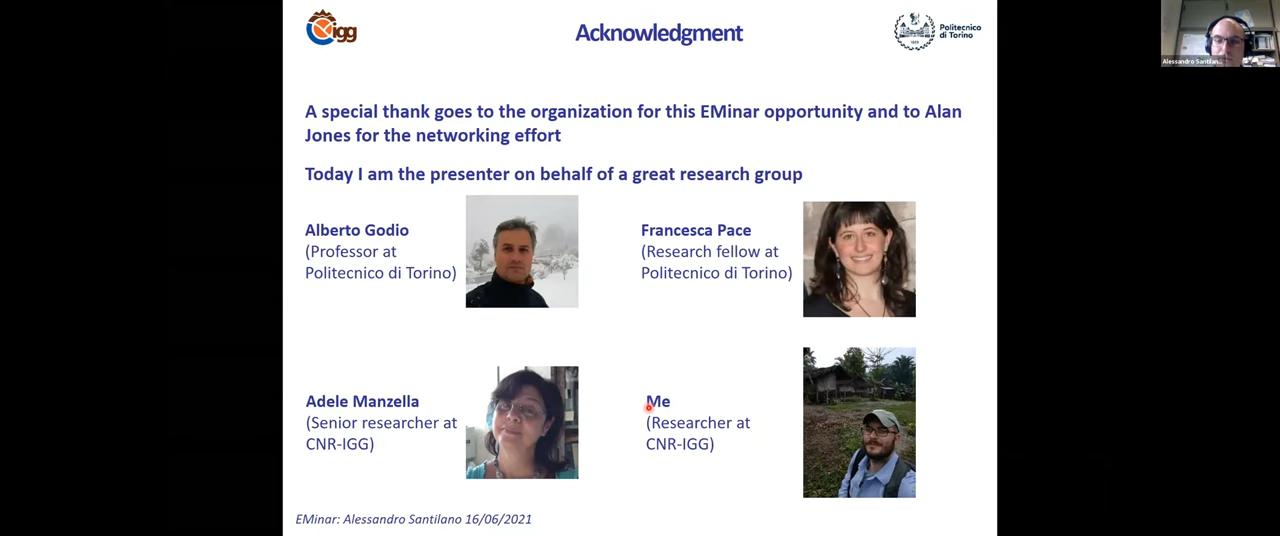 igg
Acknowledgment
Politecnico
di Torino
Alessandro Santilan...
A special thank goes to the organization for this EMinar opportunity and to Alan
Jones for the networking effort
Today I am the presenter on behalf of a great research group
Alberto Godio
(Professor at
Politecnico di Torino)
Francesca Pace
(Research fellow at
Politecnico di Torino)
Adele Manzella
(Senior researcher at
CNR-IGG)
Me
(Researcher at
CNR-IGG)
EMinar: Alessandro Santilano 16/06/2021